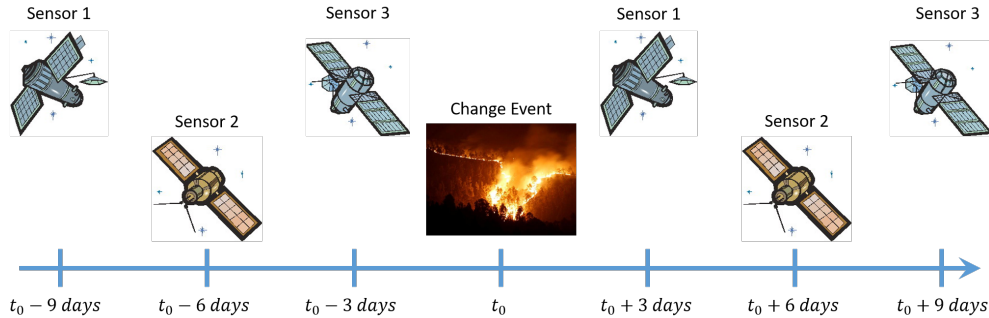 Sensor 1
Sensor 3
Sensor 1
Sensor 3
Change Event
Sensor 2
Sensor 2
t₀ − 9 days
t₀ − 6 days
t₀ − 3 days
t₀
t₀ + 3 days
t₀ + 6 days
t₀ + 9 days